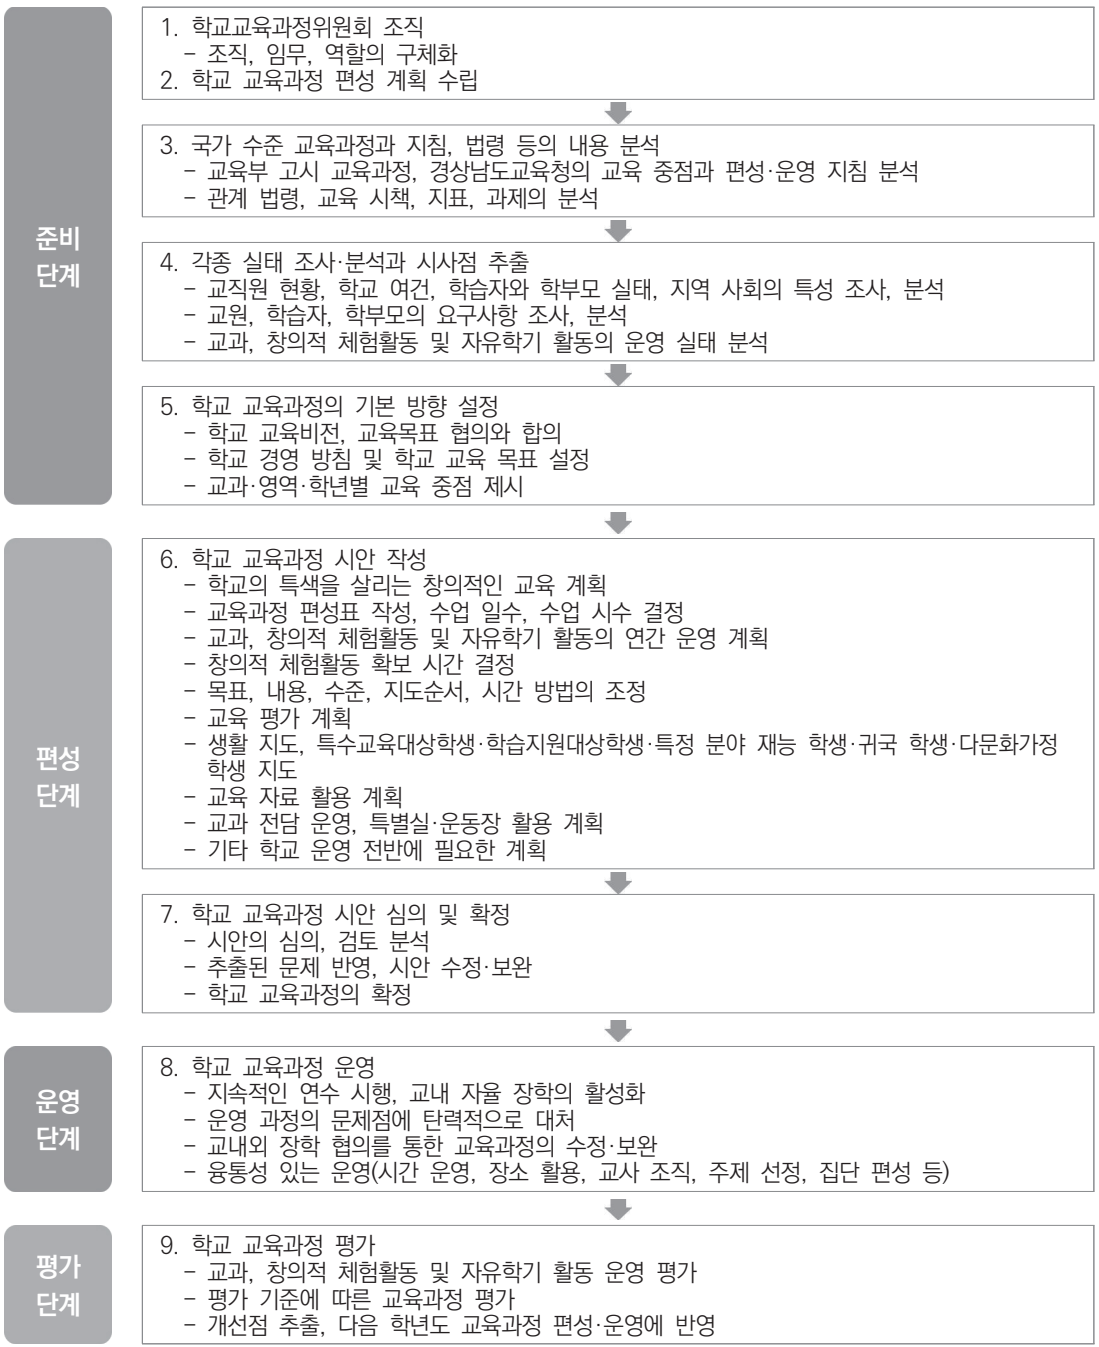 준비
단계
1. 학교교육과정위원회 조직
- 조직, 임무, 역할의 구체화
2. 학교 교육과정 편성 계획 수립
3. 국가 수준 교육과정과 지침, 법령 등의 내용 분석
- 교육부 고시 교육과정, 경상남도교육청의 교육 중점과 편성·운영 지침 분석
- 관계 법령, 교육 시책, 지표, 과제의 분석
4. 각종 실태 조사·분석과 시사점 추출
- 교직원 현황, 학교 여건, 학습자와 학부모 실태, 지역 사회의 특성 조사, 분석
- 교원, 학습자, 학부모의 요구사항 조사, 분석
- 교과, 창의적 체험활동 및 자유학기 활동의 운영 실태 분석
5. 학교 교육과정의 기본 방향 설정
- 학교 교육비전, 교육목표 협의와 합의
- 학교 경영 방침 및 학교 교육 목표 설정
- 교과·영역·학년별 교육 중점 제시
편성
단계
6. 학교 교육과정 시안 작성
- 학교의 특색을 살리는 창의적인 교육 계획
- 교육과정 편성표 작성, 수업 일수, 수업 시수 결정
- 교과, 창의적 체험활동 및 자유학기 활동의 연간 운영 계획
- 창의적 체험활동 확보 시간 결정
- 목표, 내용, 수준, 지도순서, 시간 방법의 조정
- 교육 평가 계획
- 생활 지도, 특수교육대상학생·학습지원대상학생·특정 분야 재능 학생·귀국 학생·다문화가정
학생 지도
- 교육 자료 활용 계획
- 교과 전담 운영, 특별실·운동장 활용 계획
- 기타 학교 운영 전반에 필요한 계획
7. 학교 교육과정 시안 심의 및 확정
- 시안의 심의, 검토 분석
- 추출된 문제 반영, 시안 수정·보완
- 학교 교육과정의 확정
운영
단계
8. 학교 교육과정 운영
- 지속적인 연수 시행, 교내 자율 장학의 활성화
- 운영 과정의 문제점에 탄력적으로 대처
- 교내외 장학 협의를 통한 교육과정의 수정·보완
- 융통성 있는 운영(시간 운영, 장소 활용, 교사 조직, 주제 선정, 집단 편성 등)
평가
단계
9. 학교 교육과정 평가
- 교과, 창의적 체험활동 및 자유학기 활동 운영 평가
- 평가 기준에 따른 교육과정 평가
- 개선점 추출, 다음 학년도 교육과정 편성·운영에 반영